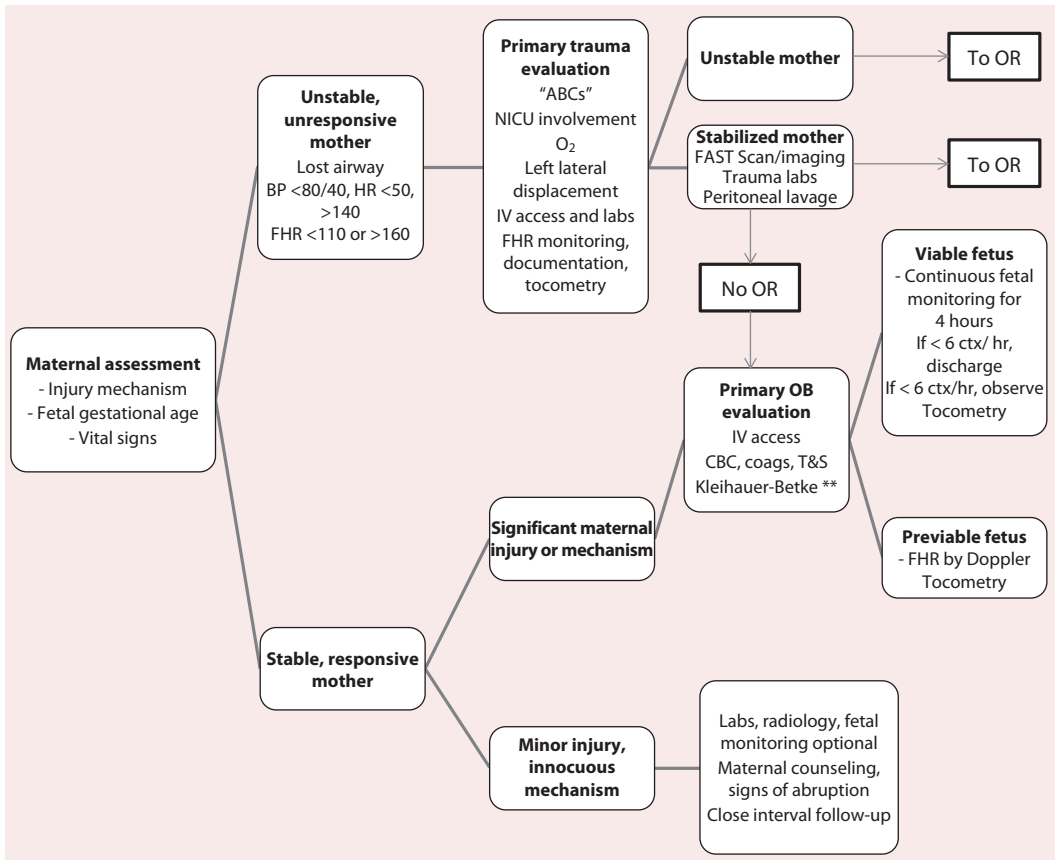 Maternal assessment
- Injury mechanism
- Fetal gestational age
- Vital signs
Unstable,
unresponsive
mother
Lost airway
BP <80/40, HR <50,
>140
FHR <110 or >160
Primary trauma
evaluation
“ABCs”
NICU involvement
O₂
Left lateral
displacement
IV access and labs
FHR monitoring,
documentation,
tocometry
Unstable mother
To OR
Stabilized mother
FAST Scan/imaging
Trauma labs
Peritoneal lavage
To OR
No OR
Stable, responsive
mother
Significant maternal
injury or mechanism
Primary OB
evaluation
IV access
CBC, coags, T&S
Kleihauer-Betke **
Viable fetus
- Continuous fetal
monitoring for
4 hours
If < 6 ctx/ hr,
discharge
If < 6 ctx/hr, observe
Tocometry
Previable fetus
- FHR by Doppler
Tocometry
Minor injury,
innocuous
mechanism
Labs, radiology, fetal
monitoring optional
Maternal counseling,
signs of abruption
Close interval follow-up